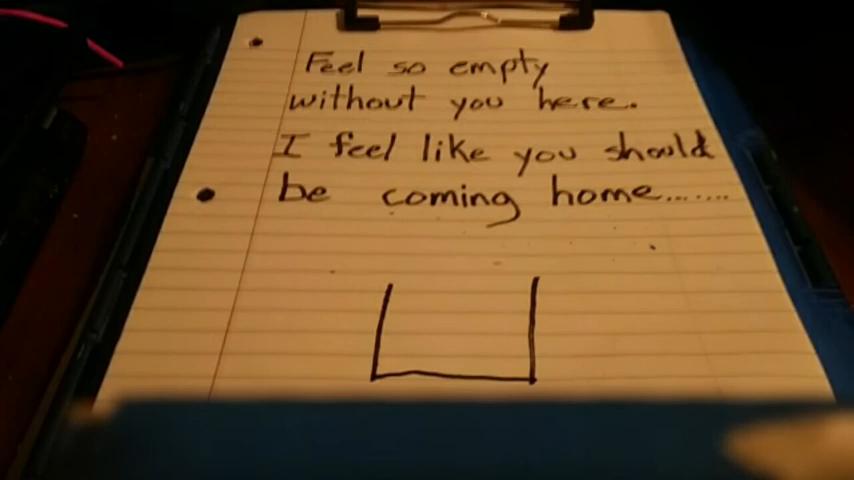 Feel so empty
without you here.
I feel like you should
be coming home.......